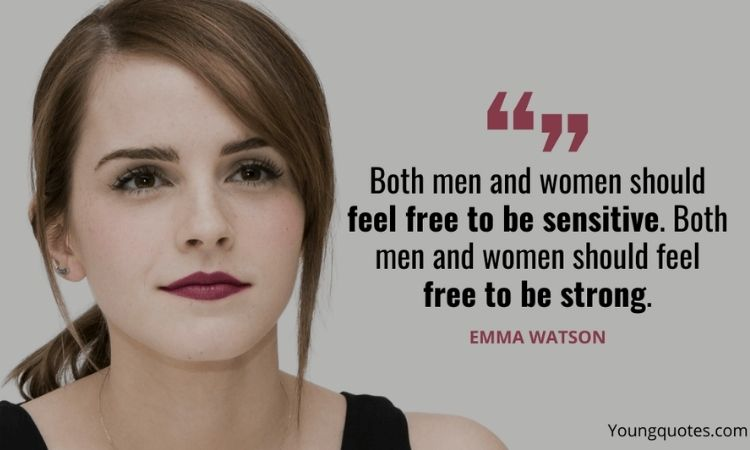 Both men and women should
feel free to be sensitive. Both
men and women should feel
free to be strong.
EMMA WATSON
Youngquotes.com